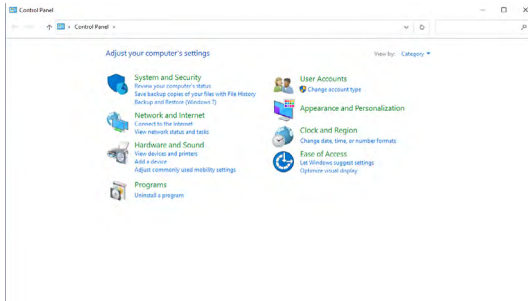 Control Panel
Control Panel
Adjust your computer's settings
View by: Category
System and Security
Review your computer's status
Save backup copies of your files with File History
Backup and Restore (Windows 7)
Network and Internet
Connect to the Internet
View network status and tasks
Hardware and Sound
View devices and printers
Add a device
Adjust commonly used mobility settings
Programs
Uninstall a program
User Accounts
Change account type
Appearance and Personalization
Clock and Region
Change date, time, or number formats
Ease of Access
Let Windows suggest settings
Optimize visual display